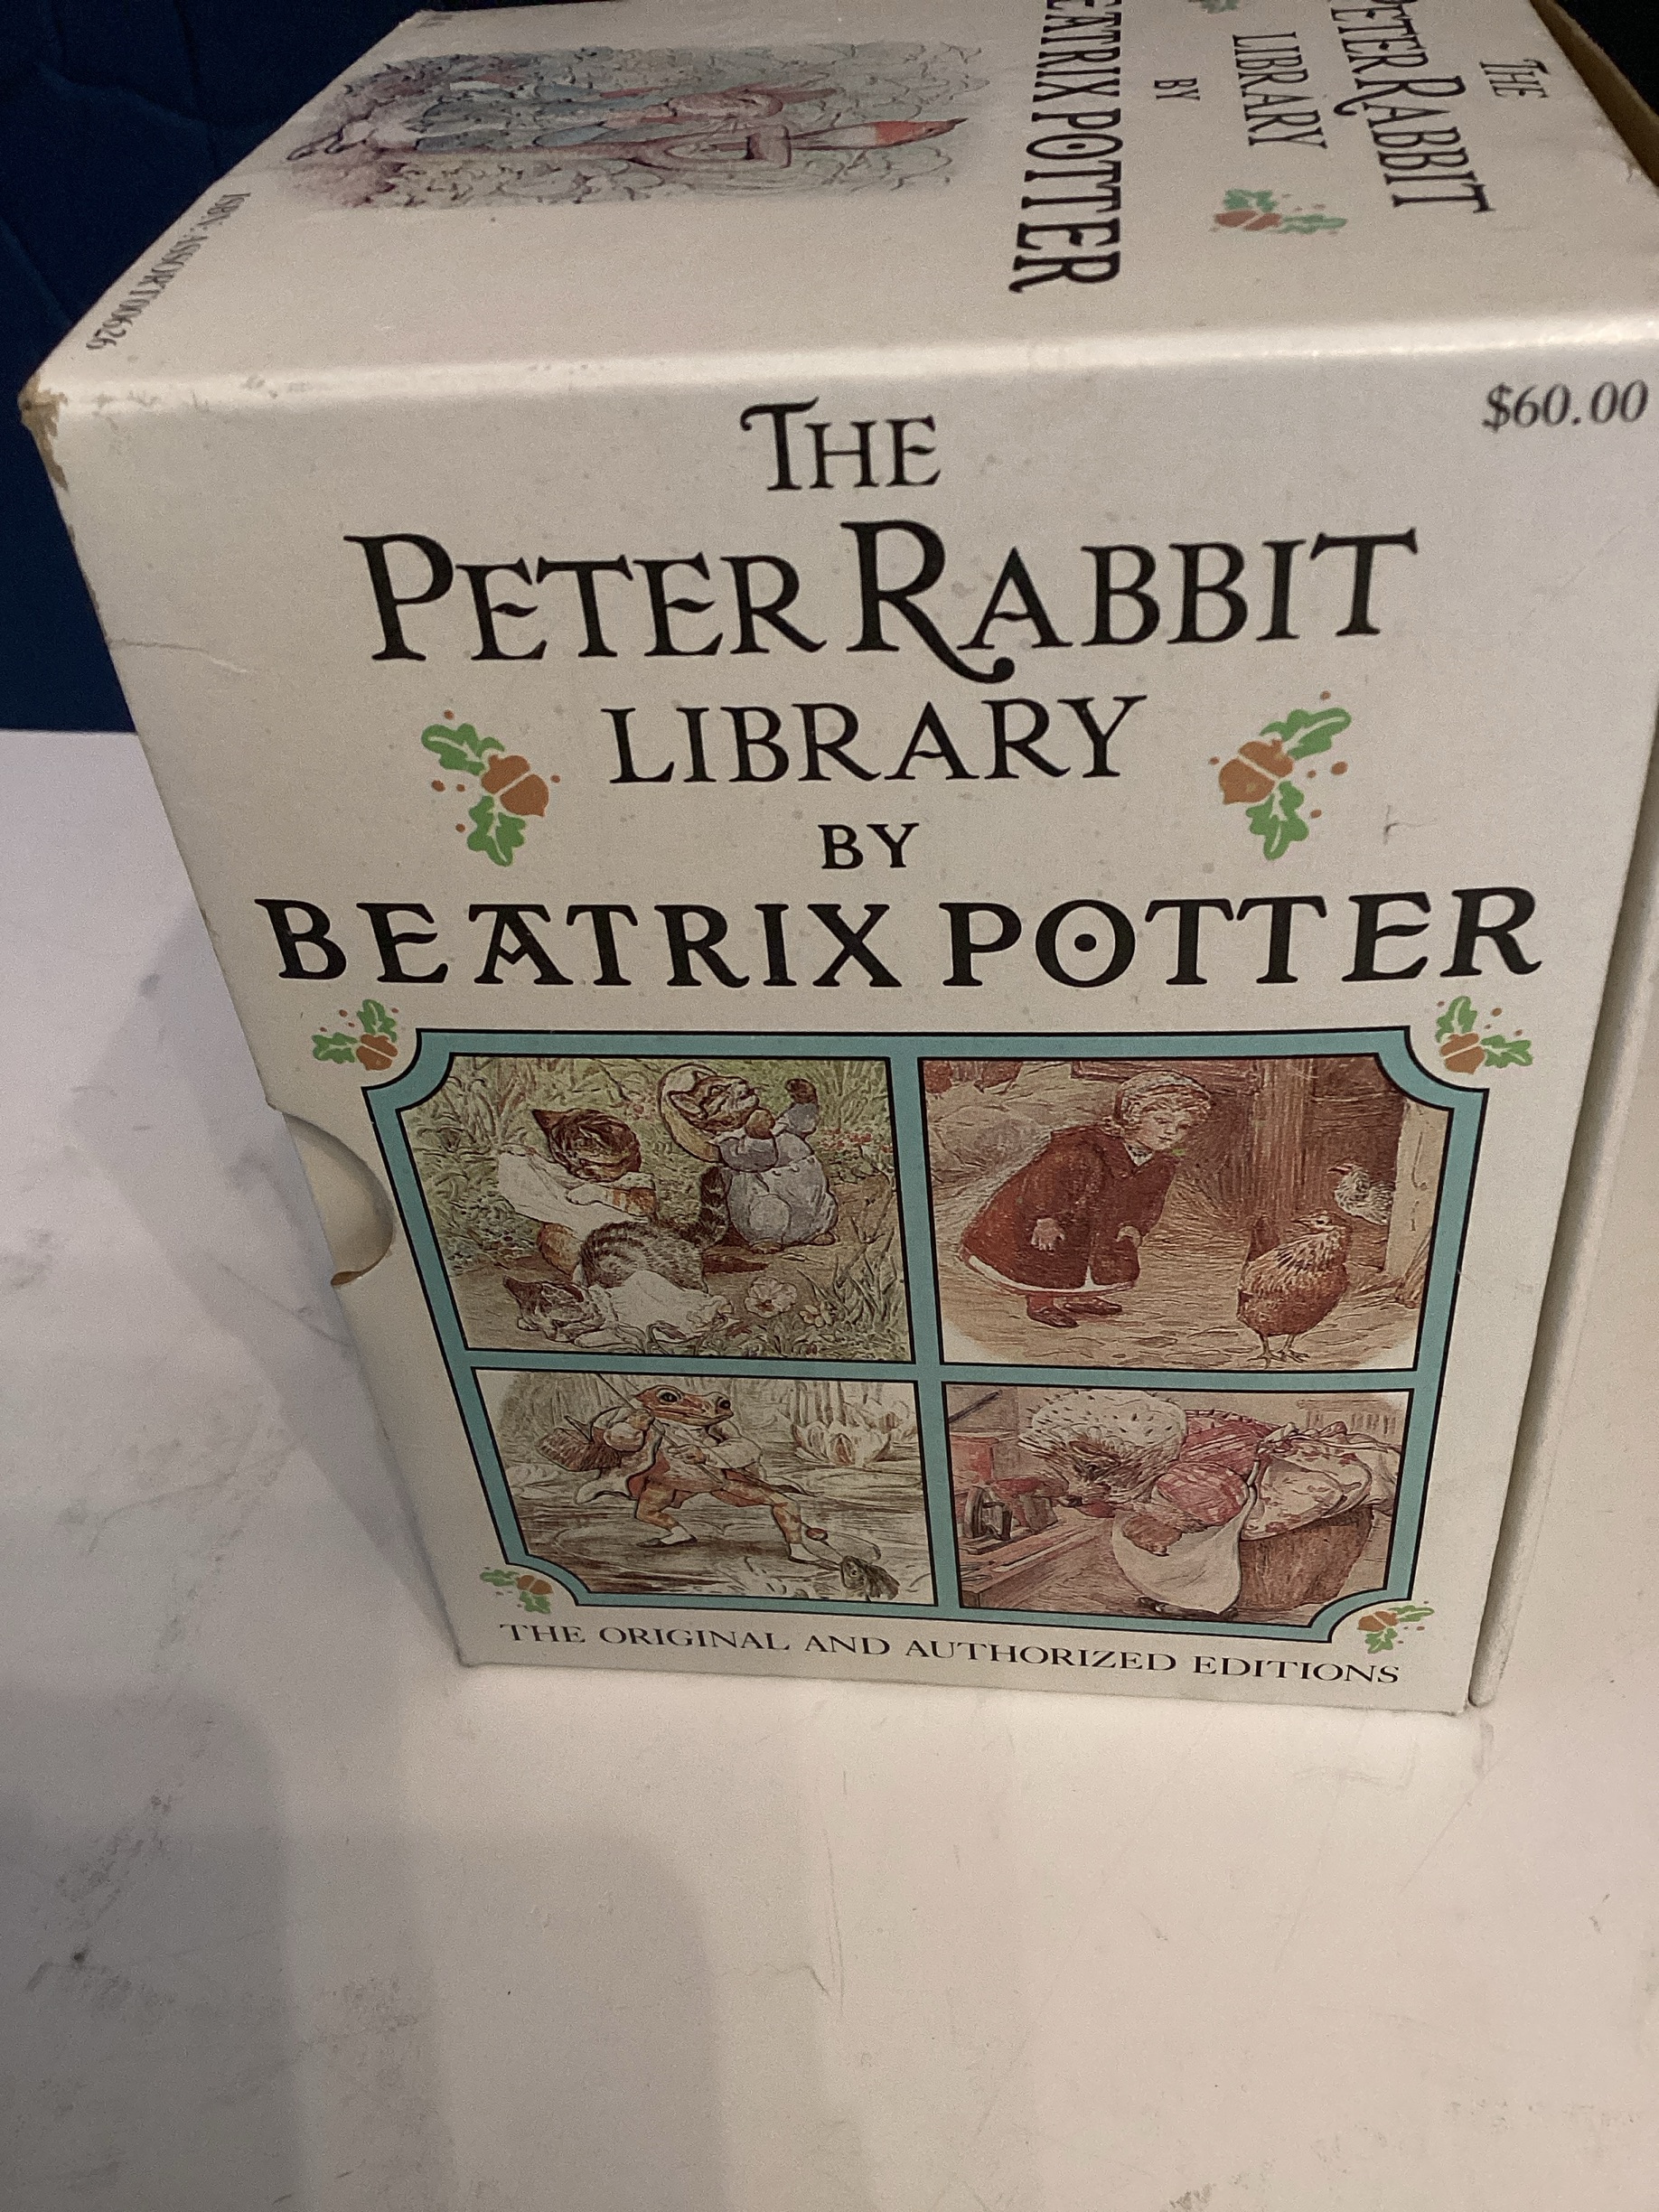 THE
PETER RABBIT
LIBRARY
BY
BEATRIX POTTER
$60.00
THE
PETER RABBIT
LIBRARY
BY
BEATRIX POTTER
THE ORIGINAL AND AUTHORIZED EDITIONS